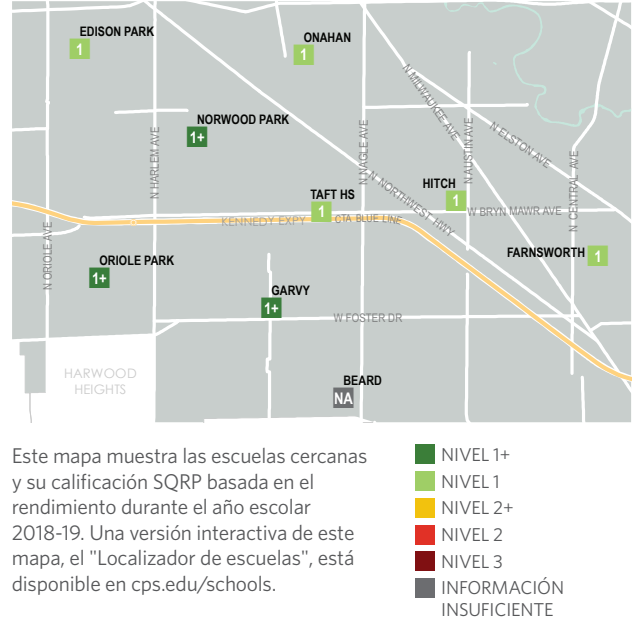 EDISON PARK
1
ONAHAN
1
NORWOOD PARK
1+
N HARLEM AVE
N NAGLE AVE
N MILWAUKEE AVE
N AUSTIN AVE
N ELSTON AVE
N CENTRAL AVE
N NORTHWEST HWY
TAFT HS
1
HITCH
1
W BRYN MAWR AVE
KENNEDY EXPY
CTA BLUE LINE
N ORIOLE AVE
ORIOLE PARK
1+
GARVY
1+
FARNSWORTH
1
W FOSTER DR
HARWOOD
HEIGHTS
BEARD
NA
Este mapa muestra las escuelas cercanas
y su calificación SQRP basada en el
rendimiento durante el año escolar
2018-19. Una versión interactiva de este
mapa, el "Localizador de escuelas", está
disponible en cps.edu/schools.
NIVEL 1+
NIVEL 1
NIVEL 2+
NIVEL 2
NIVEL 3
INFORMACIÓN
INSUFICIENTE